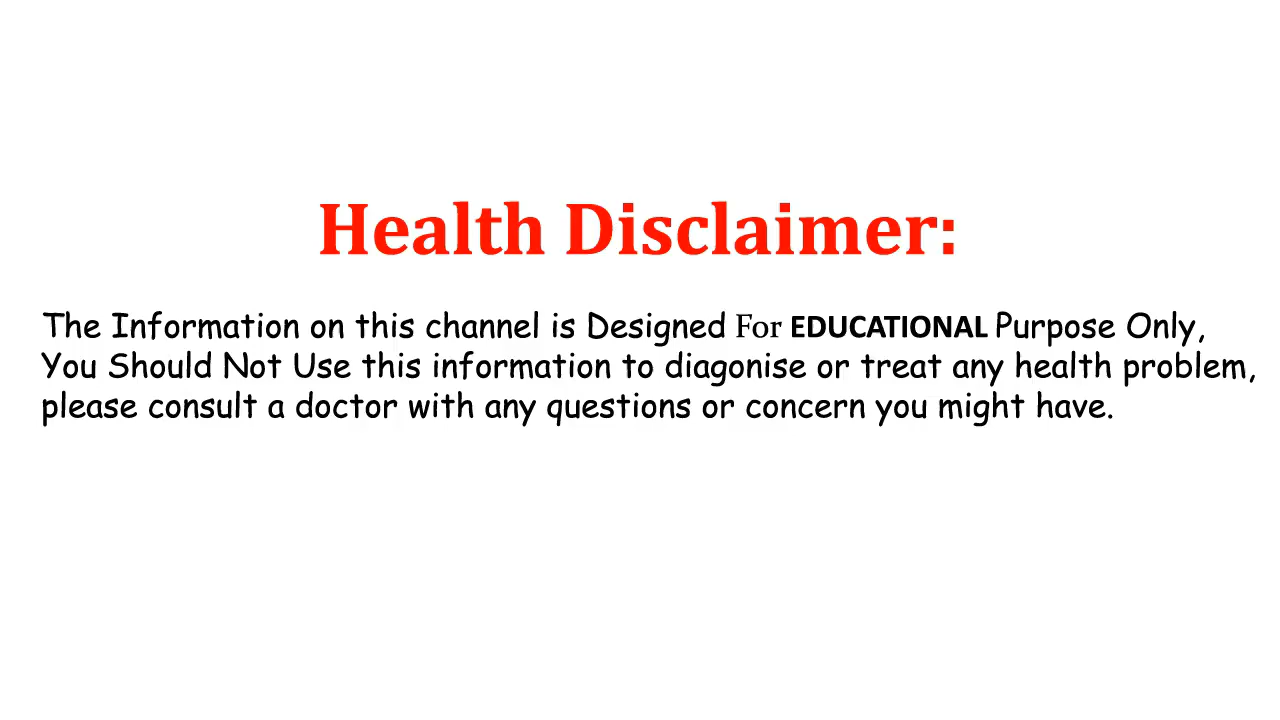 Health Disclaimer:
The Information on this channel is Designed For EDUCATIONAL Purpose Only,
You Should Not Use this information to diagonise or treat any health problem,
please consult a doctor with any questions or concern you might have.